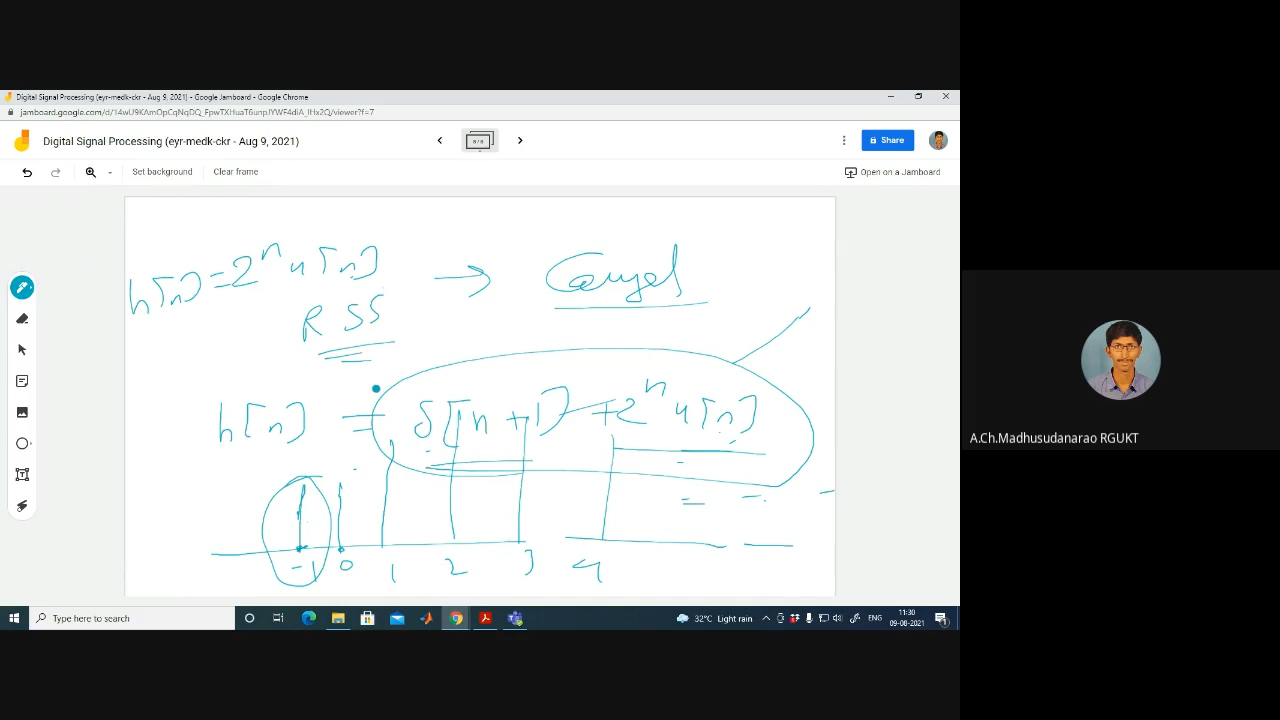 Digital Signal Processing (eyr-medk-ckr - Aug 9, 2021) - Google Jamboard - Google Chrome
Digital Signal Processing (eyr-medk-ckr - Aug 9, 2021)
8/8
Share
Set background
Clear frame
Open on a Jamboard
h[n]=2^n u[n] →
RSS
h[n] = δ[n+1] + 2^n u[n]
-1 0 1 2 3 4
A.Ch.Madhusudanarao RGUKT
Type here to search
32°C Light rain
ENG
11:30
09-08-2021